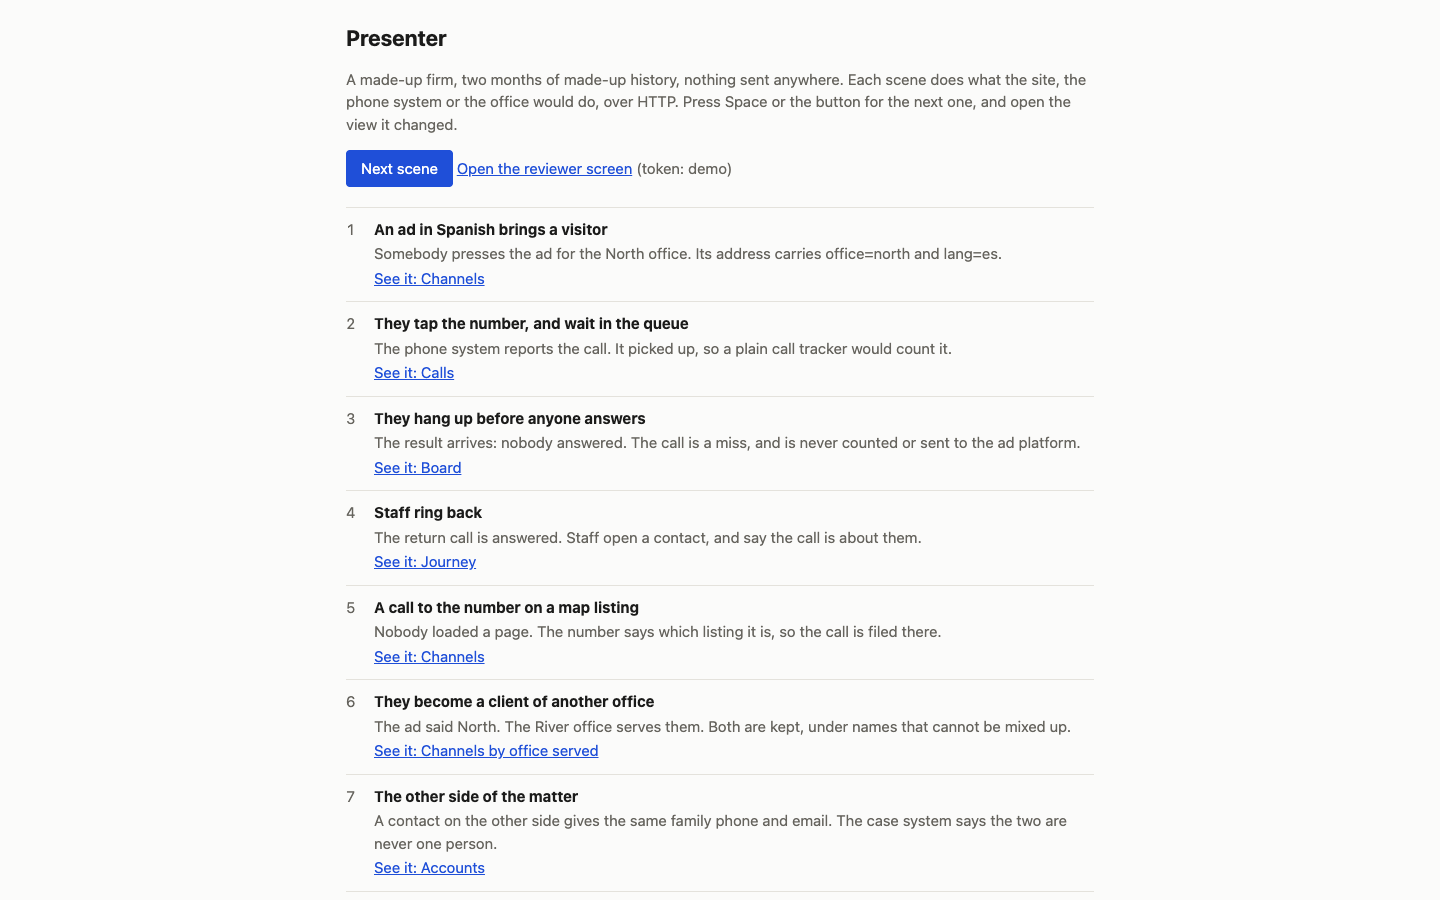 Presenter
A made-up firm, two months of made-up history, nothing sent anywhere. Each scene does what the site, the
phone system or the office would do, over HTTP. Press Space or the button for the next one, and open the
view it changed.
Next scene Open the reviewer screen (token: demo)
1 An ad in Spanish brings a visitor
Somebody presses the ad for the North office. Its address carries office=north and lang=es.
See it: Channels
2 They tap the number, and wait in the queue
The phone system reports the call. It picked up, so a plain call tracker would count it.
See it: Calls
3 They hang up before anyone answers
The result arrives: nobody answered. The call is a miss, and is never counted or sent to the ad platform.
See it: Board
4 Staff ring back
The return call is answered. Staff open a contact, and say the call is about them.
See it: Journey
5 A call to the number on a map listing
Nobody loaded a page. The number says which listing it is, so the call is filed there.
See it: Channels
6 They become a client of another office
The ad said North. The River office serves them. Both are kept, under names that cannot be mixed up.
See it: Channels by office served
7 The other side of the matter
A contact on the other side gives the same family phone and email. The case system says the two are
never one person.
See it: Accounts